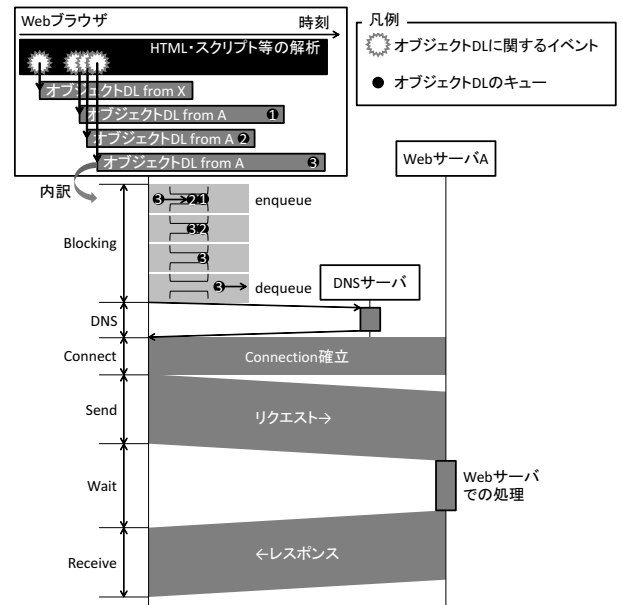 Webブラウザ
時刻
HTML・スクリプト等の解析
オブジェクトDL from X
オブジェクトDL from A ❶
オブジェクトDL from A ❷
オブジェクトDL from A ❸
内訳
凡例
オブジェクトDLに関するイベント
オブジェクトDLのキュー
WebサーバA
Blocking
❸ ❷❶ enqueue
❸❷
❸
❸ dequeue
DNSサーバ
DNS
Connect
Connection確立
Send
リクエスト→
Wait
Webサーバ
での処理
Receive
←レスポンス